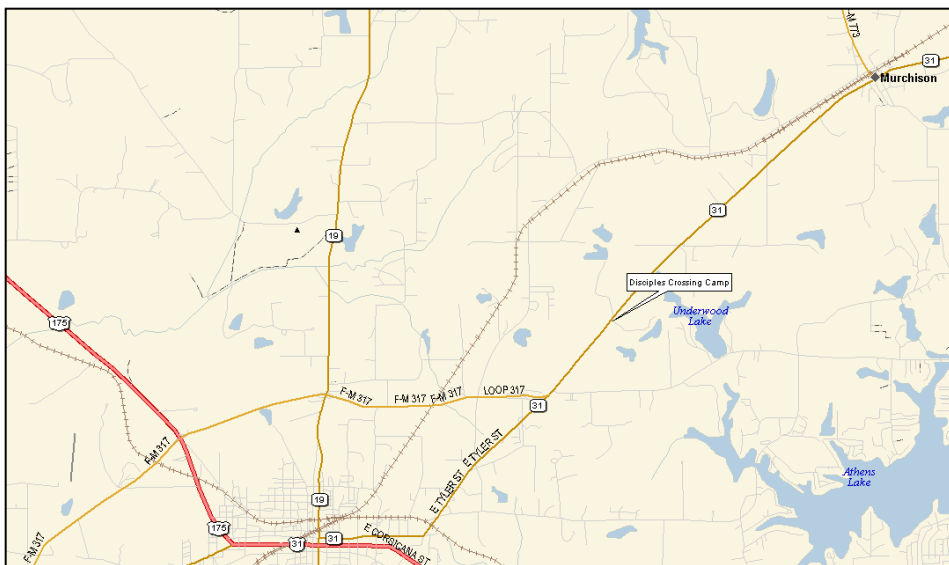 F-M 773
31
Murchison
31
19
Disciples Crossing Camp
175
Underwood
Lake
F-M 317
F-M 317
F-M 317
LOOP 317
31
F-M 317
E TYLER ST
E TYLER ST
Athens
Lake
19
175
31
31
E CORSICANA ST
F-M 317